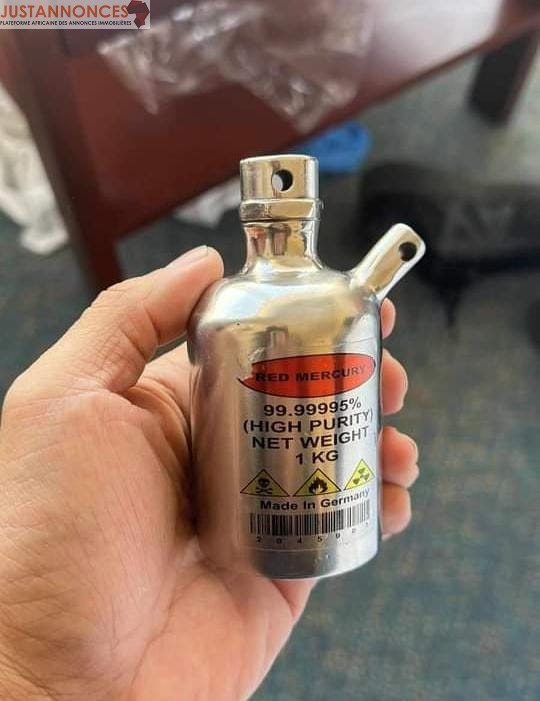 JUSTANNONCES
PLATEFORME AFRICAINE DES ANNONCES IMMOBILIÈRES
RED MERCURY
99.99995%
(HIGH PURITY)
NET WEIGHT
1 KG
Made In Germany